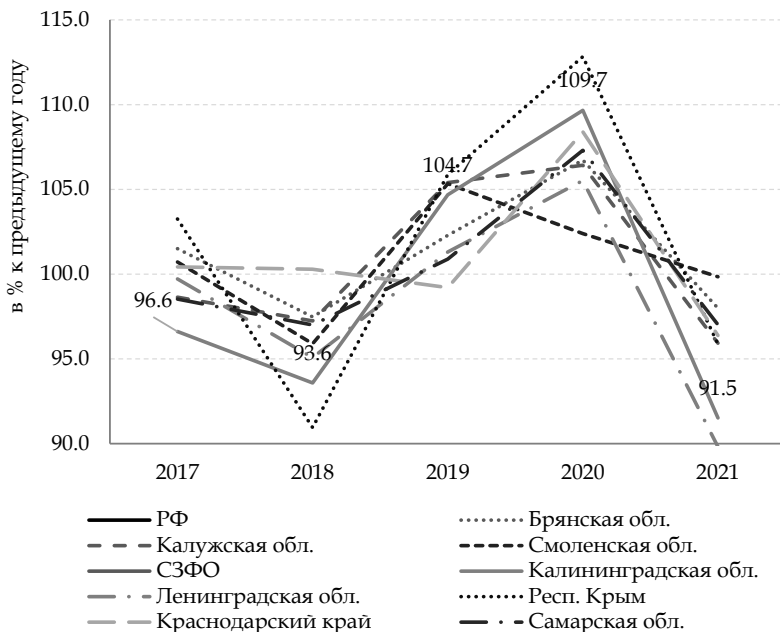 в % к предыдущему году
115.0
110.0
105.0
100.0
95.0
90.0
96.6
93.6
104.7
109.7
91.5
2017 2018 2019 2020 2021
РФ Брянская обл.
Калужская обл. Смоленская обл.
СЗФО Калининградская обл.
Ленинградская обл. Респ. Крым
Краснодарский край Самарская обл.